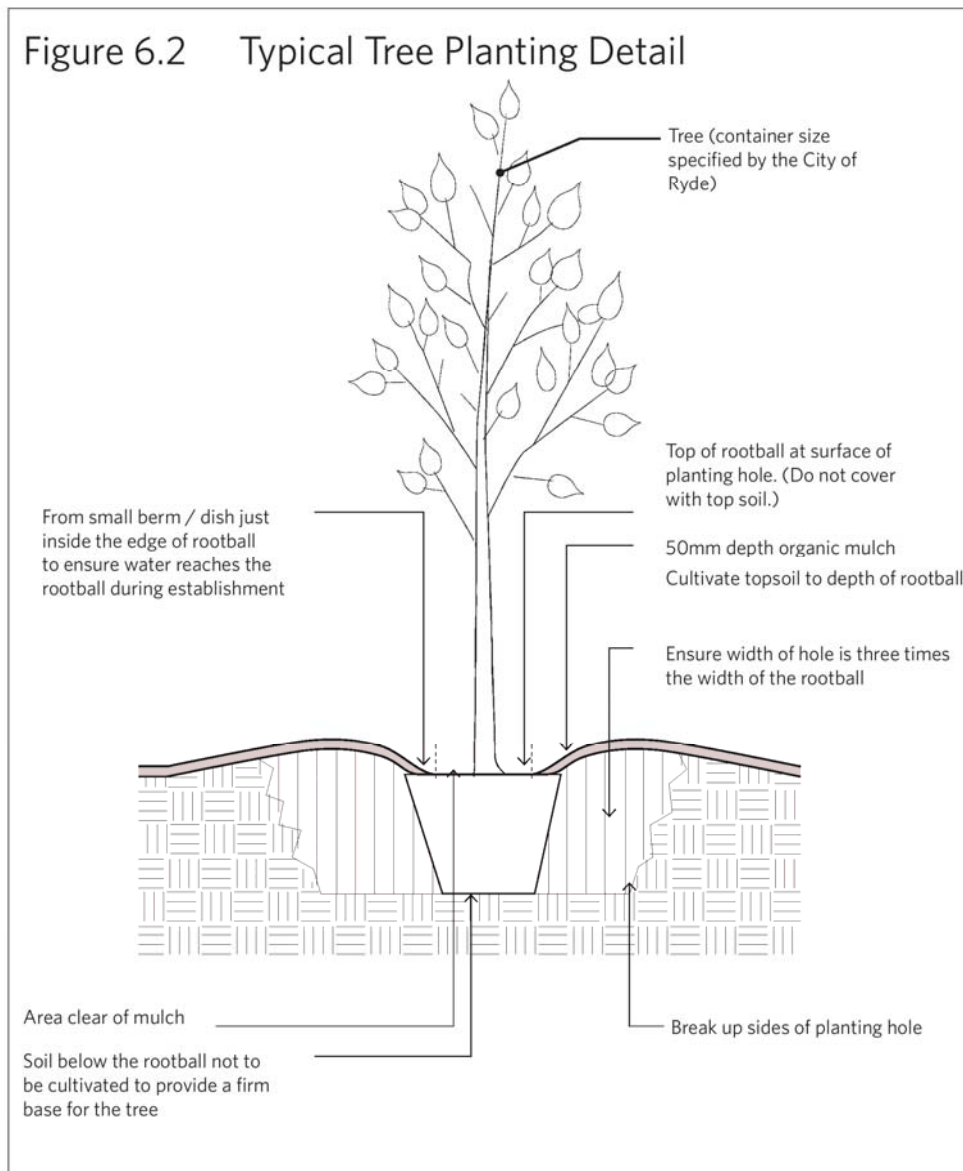 Figure 6.2 Typical Tree Planting Detail
Tree (container size
specified by the City of
Ryde)
Top of rootball at surface of
planting hole. (Do not cover
with top soil.)
From small berm / dish just
inside the edge of rootball
to ensure water reaches the
rootball during establishment
50mm depth organic mulch
Cultivate topsoil to depth of rootball
Ensure width of hole is three times
the width of the rootball
Area clear of mulch
Soil below the rootball not to
be cultivated to provide a firm
base for the tree
Break up sides of planting hole